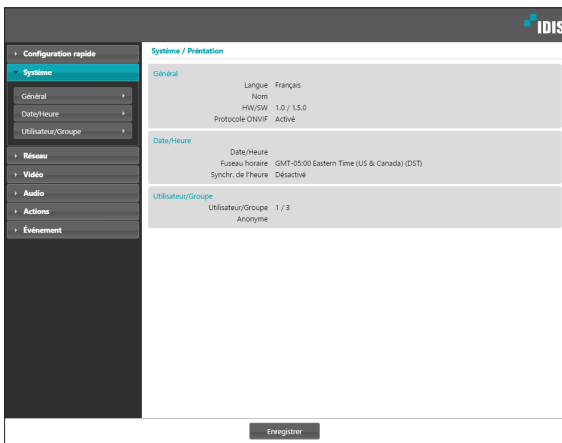 IDIS
Configuration rapide
Système / Préntation
Système
Général
Date/Heure
Utilisateur/Groupe
Réseau
Vidéo
Audio
Actions
Événement
Général
Langue Français
Nom
HW/SW 1.0 / 1.5.0
Protocole ONVIF Activé
Date/Heure
Date/Heure
Fuseau horaire GMT-05:00 Eastern Time (US & Canada) (DST)
Synchr. de l'heure Désactivé
Utilisateur/Groupe
Utilisateur/Groupe 1 / 3
Anonyme
Enregistrer